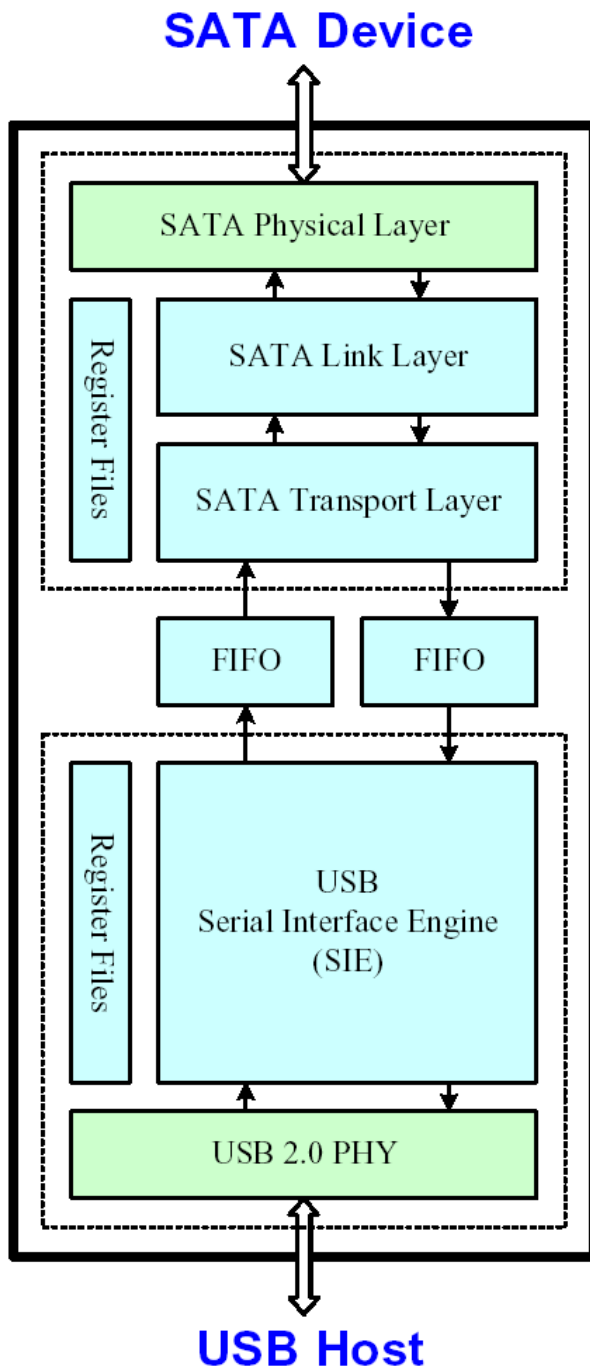 SATA Device
SATA Physical Layer
Register Files
SATA Link Layer
SATA Transport Layer
FIFO
FIFO
Register Files
USB
Serial Interface Engine
(SIE)
USB 2.0 PHY
USB Host